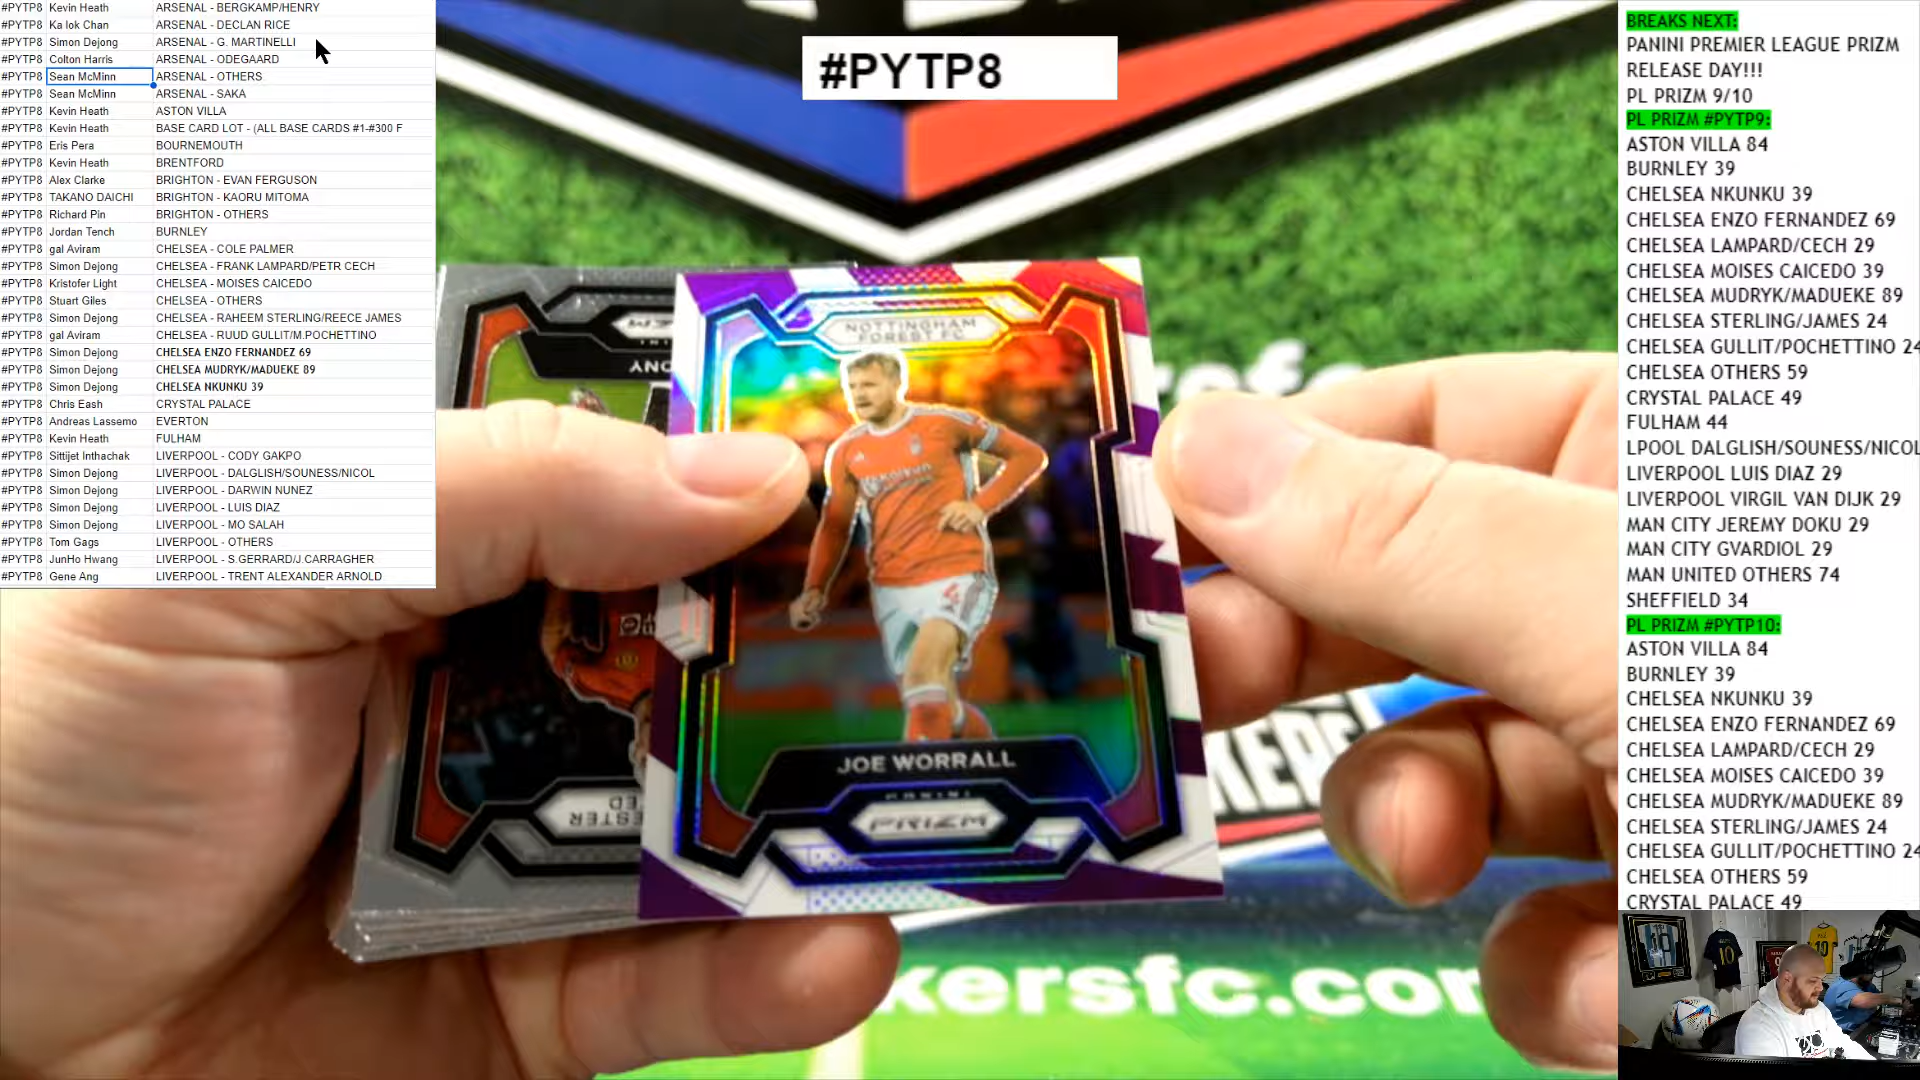 #PYTP8 Kevin Heath ARSENAL - BERGKAMP/HENRY
#PYTP8 Ka lok Chan ARSENAL - DECLAN RICE
#PYTP8 Simon Dejong ARSENAL - G. MARTINELLI
#PYTP8 Colton Harris ARSENAL - ODEGAARD
#PYTP8 Sean McMinn ARSENAL - OTHERS
#PYTP8 Sean McMinn ARSENAL - SAKA
#PYTP8 Kevin Heath ASTON VILLA
#PYTP8 Kevin Heath BASE CARD LOT - (ALL BASE CARDS #1-#300 F
#PYTP8 Eris Pera BOURNEMOUTH
#PYTP8 Kevin Heath BRENTFORD
#PYTP8 Alex Clarke BRIGHTON - EVAN FERGUSON
#PYTP8 TAKANO DAICHI BRIGHTON - KAORU MITOMA
#PYTP8 Richard Pin BRIGHTON - OTHERS
#PYTP8 Jordan Tench BURNLEY
#PYTP8 gal Aviram CHELSEA - COLE PALMER
#PYTP8 Simon Dejong CHELSEA - FRANK LAMPARD/PETR CECH
#PYTP8 Kristofer Light CHELSEA - MOISES CAICEDO
#PYTP8 Stuart Giles CHELSEA - OTHERS
#PYTP8 Simon Dejong CHELSEA - RAHEEM STERLING/REECE JAMES
#PYTP8 gal Aviram CHELSEA - RUUD GULLIT/M.POCHETTINO
#PYTP8 Simon Dejong CHELSEA ENZO FERNANDEZ 69
#PYTP8 Simon Dejong CHELSEA MUDRYK/MADUEKE 89
#PYTP8 Simon Dejong CHELSEA NKUNKU 39
#PYTP8 Chris Eash CRYSTAL PALACE
#PYTP8 Andreas Lassemo EVERTON
#PYTP8 Kevin Heath FULHAM
#PYTP8 Sittijet Inthachak LIVERPOOL - CODY GAKPO
#PYTP8 Simon Dejong LIVERPOOL - DALGLISH/SOUNESS/NICOL
#PYTP8 Simon Dejong LIVERPOOL - DARWIN NUNEZ
#PYTP8 Simon Dejong LIVERPOOL - LUIS DIAZ
#PYTP8 Simon Dejong LIVERPOOL - MO SALAH
#PYTP8 Tom Gags LIVERPOOL - OTHERS
#PYTP8 JunHo Hwang LIVERPOOL - S.GERRARD/J.CARRAGHER
#PYTP8 Gene Ang LIVERPOOL - TRENT ALEXANDER ARNOLD
#PYTP8
NOTTINGHAM
FOREST FC
JOE WORRALL
PANINI
PRIZM
kersfc.com
BREAKS NEXT:
PANINI PREMIER LEAGUE PRIZM
RELEASE DAY!!!
PL PRIZM 9/10
PL PRIZM #PYTP9:
ASTON VILLA 84
BURNLEY 39
CHELSEA NKUNKU 39
CHELSEA ENZO FERNANDEZ 69
CHELSEA LAMPARD/CECH 29
CHELSEA MOISES CAICEDO 39
CHELSEA MUDRYK/MADUEKE 89
CHELSEA STERLING/JAMES 24
CHELSEA GULLIT/POCHETTINO 24
CHELSEA OTHERS 59
CRYSTAL PALACE 49
FULHAM 44
LPOOL DALGLISH/SOUNESS/NICOL
LIVERPOOL LUIS DIAZ 29
LIVERPOOL VIRGIL VAN DIJK 29
MAN CITY JEREMY DOKU 29
MAN CITY GVARDIOL 29
MAN UNITED OTHERS 74
SHEFFIELD 34
PL PRIZM #PYTP10:
ASTON VILLA 84
BURNLEY 39
CHELSEA NKUNKU 39
CHELSEA ENZO FERNANDEZ 69
CHELSEA LAMPARD/CECH 29
CHELSEA MOISES CAICEDO 39
CHELSEA MUDRYK/MADUEKE 89
CHELSEA STERLING/JAMES 24
CHELSEA GULLIT/POCHETTINO 24
CHELSEA OTHERS 59
CRYSTAL PALACE 49